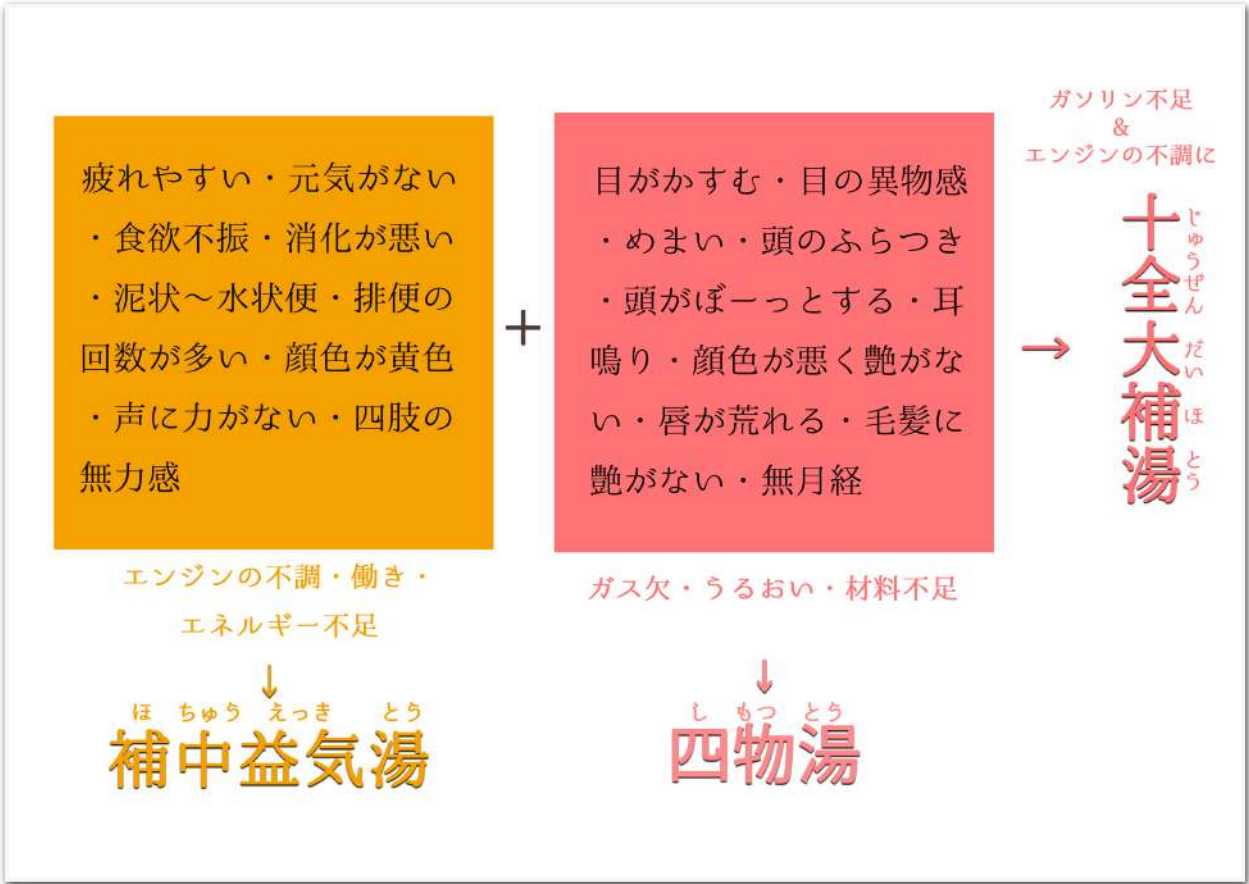 疲れやすい・元気がない
・食欲不振・消化が悪い
・泥状～水状便・排便の
回数が多い・顔色が黄色
・声に力がない・四肢の
無力感
エンジンの不調・働き・
エネルギー不足
↓
ほ ちゅう えっき とう
補中益気湯
＋
目がかすむ・目の異物感
・めまい・頭のふらつき
・頭がぼーっとする・耳
鳴り・顔色が悪く艶がな
い・唇が荒れる・毛髪に
艶がない・無月経
ガス欠・うるおい・材料不足
↓
し もつ とう
四物湯
→
ガソリン不足
&
エンジンの不調に
十全大補湯
じゅうぜん だい ほ とう